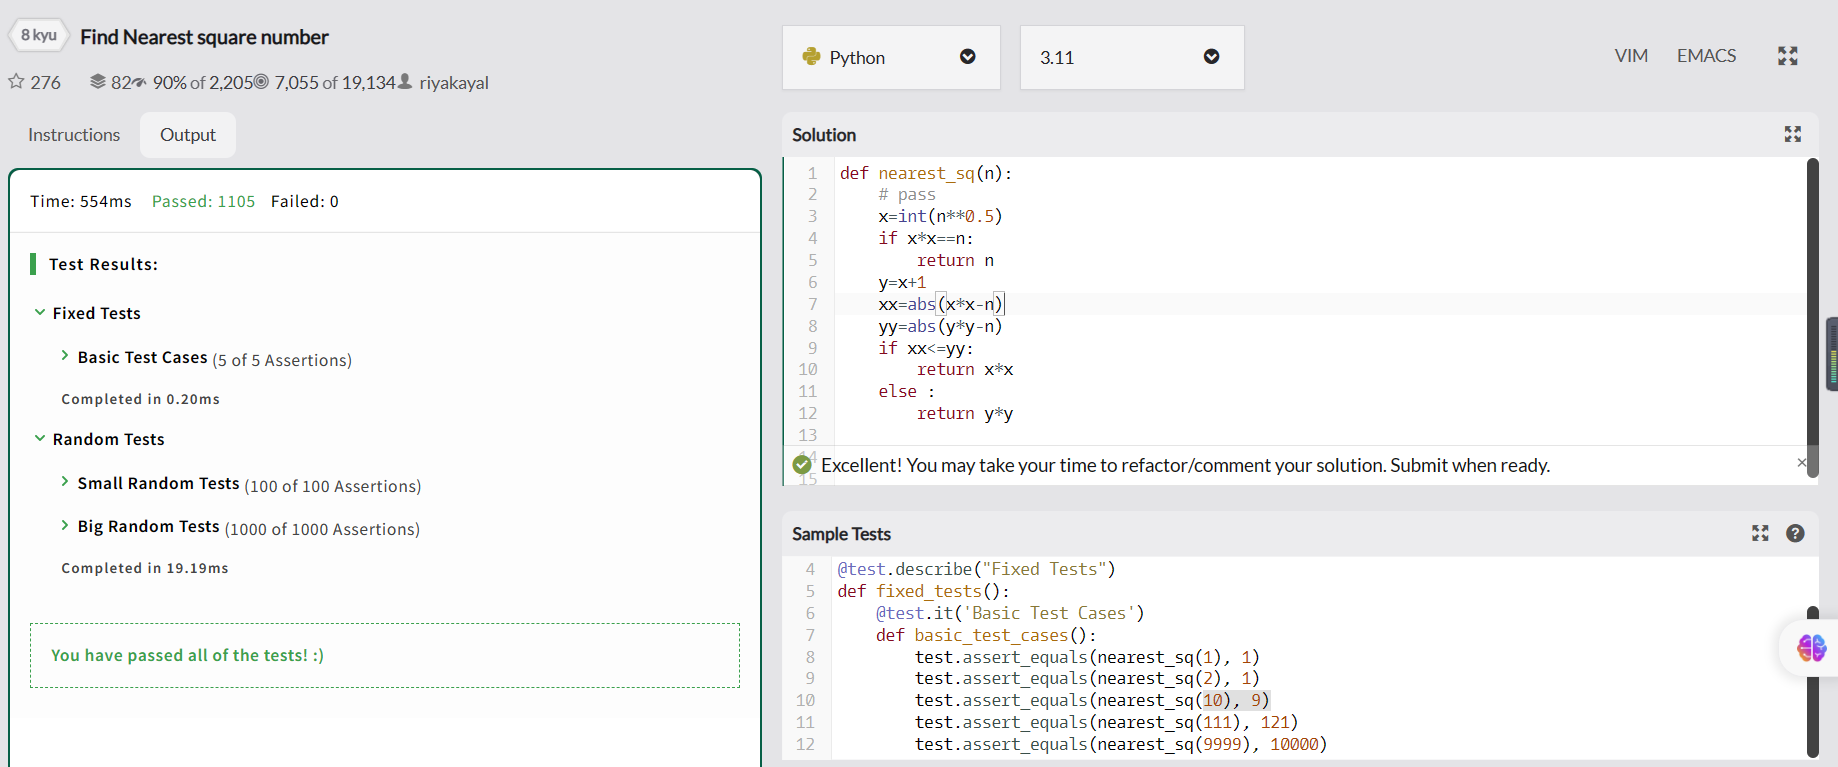 8 kyu Find Nearest square number
276 82 90% of 2,205 7,055 of 19,134 riyakayal
Instructions Output
Time: 554ms Passed: 1105 Failed: 0
Test Results:
Fixed Tests
Basic Test Cases (5 of 5 Assertions)
Completed in 0.20ms
Random Tests
Small Random Tests (100 of 100 Assertions)
Big Random Tests (1000 of 1000 Assertions)
Completed in 19.19ms
You have passed all of the tests! :)
Python 3.11 VIM EMACS
Solution
1 def nearest_sq(n):
2 # pass
3 x=int(n**0.5)
4 if x*x==n:
5 return n
6 y=x+1
7 xx=abs(x*x-n)
8 yy=abs(y*y-n)
9 if xx<=yy:
10 return x*x
11 else :
12 return y*y
13
14
Excellent! You may take your time to refactor/comment your solution. Submit when ready. ×
15
Sample Tests
4 @test.describe("Fixed Tests")
5 def fixed_tests():
6 @test.it('Basic Test Cases')
7 def basic_test_cases():
8 test.assert_equals(nearest_sq(1), 1)
9 test.assert_equals(nearest_sq(2), 1)
10 test.assert_equals(nearest_sq(10), 9)
11 test.assert_equals(nearest_sq(111), 121)
12 test.assert_equals(nearest_sq(9999), 10000)